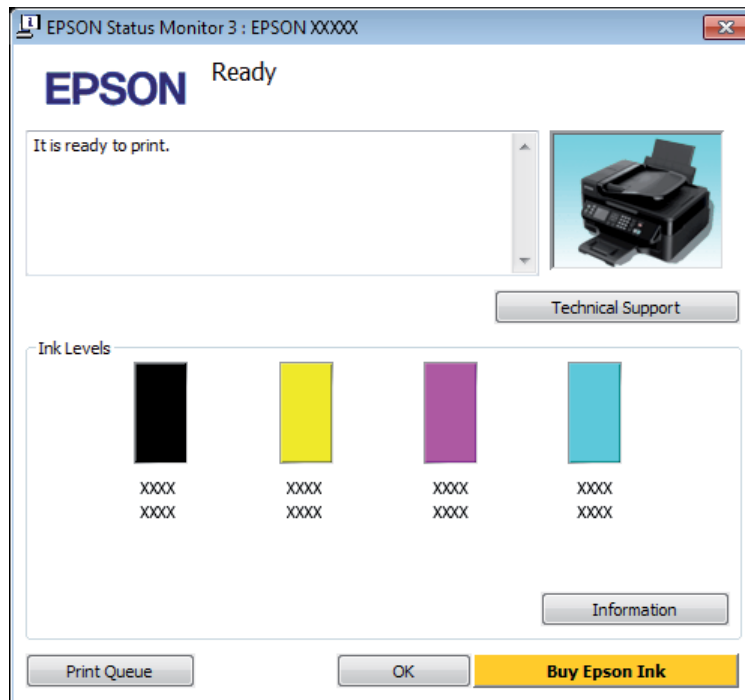 EPSON Status Monitor 3 : EPSON XXXXX
EPSON
Ready
It is ready to print.
Technical Support
Ink Levels
XXXX XXXX XXXX XXXX
XXXX XXXX XXXX XXXX
Information
Print Queue OK Buy Epson Ink